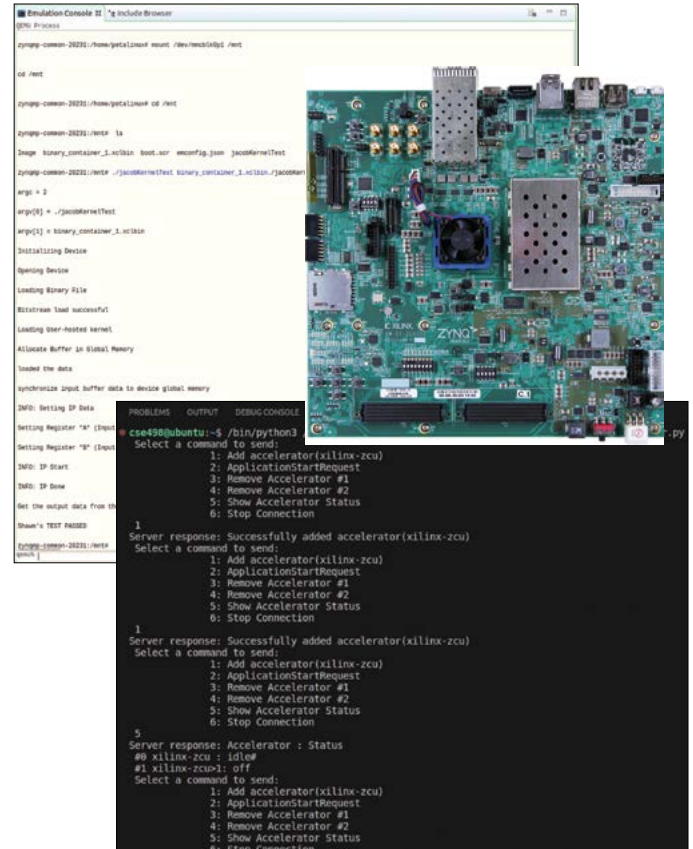 Emulation Console Include Browser
QEMU Process
zynqmp-common-20231:/home/petalinux# mount /dev/mmcblk0p1 /mnt
cd /mnt
zynqmp-common-20231:/home/petalinux# cd /mnt
zynqmp-common-20231:/mnt# ls
Image binary_container_1.xclbin boot.scr emconfig.json jacobKernelTest
zynqmp-common-20231:/mnt# ./jacobKernelTest binary_container_1.xclbin./jacobKer
argc = 2
argv[0] = ./jacobKernelTest
argv[1] = binary_container_1.xclbin
Initializing Device
Opening Device
Loading Binary File
Bitstream load successful
Loading User-hosted kernel
Allocate Buffer in Global Memory
loaded the data
synchronize input buffer data to device global memory
INFO: Setting IP Data
Setting Register "A" (Input
Setting Register "B" (Input
INFO: IP Start
INFO: IP Done
Get the output data from th
Shawn's TEST PASSED
zynqmp-common-20231:/mnt#
XILINX
ZYNQ
C.1
PROBLEMS OUTPUT DEBUG CONSOLE
cse498@ubuntu:~$ /bin/python3 / r.py
Select a command to send:
1: Add accelerator(xilinx-zcu)
2: ApplicationStartRequest
3: Remove Accelerator #1
4: Remove Accelerator #2
5: Show Accelerator Status
6: Stop Connection
1
Server response: Successfully added accelerator(xilinx-zcu)
Select a command to send:
1: Add accelerator(xilinx-zcu)
2: ApplicationStartRequest
3: Remove Accelerator #1
4: Remove Accelerator #2
5: Show Accelerator Status
6: Stop Connection
1
Server response: Successfully added accelerator(xilinx-zcu)
Select a command to send:
1: Add accelerator(xilinx-zcu)
2: ApplicationStartRequest
3: Remove Accelerator #1
4: Remove Accelerator #2
5: Show Accelerator Status
6: Stop Connection
5
Server response: Accelerator : Status
#0 xilinx-zcu : idle#
#1 xilinx-zcu>1: off
Select a command to send:
1: Add accelerator(xilinx-zcu)
2: ApplicationStartRequest
3: Remove Accelerator #1
4: Remove Accelerator #2
5: Show Accelerator Status
6: Stop Connection